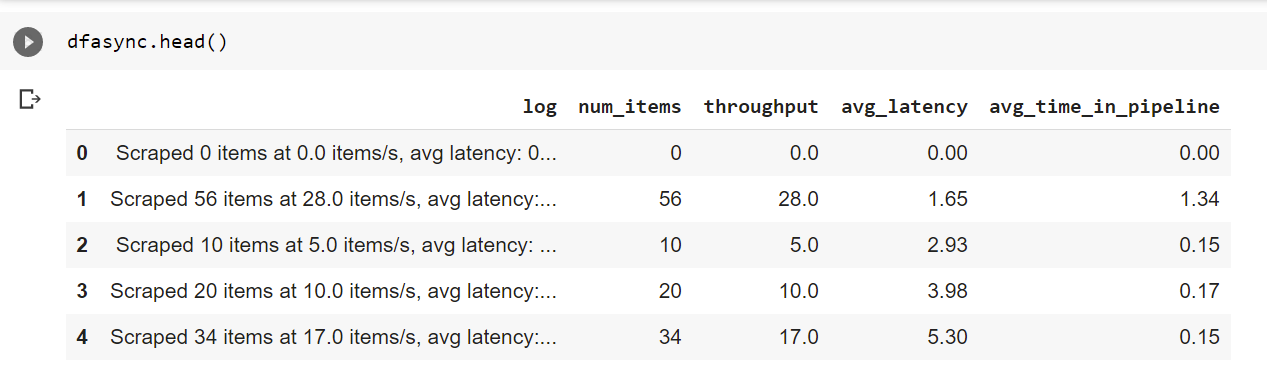 dfasync.head()
log num_items throughput avg_latency avg_time_in_pipeline
0 Scraped 0 items at 0.0 items/s, avg latency: 0... 0 0.0 0.00 0.00
1 Scraped 56 items at 28.0 items/s, avg latency:... 56 28.0 1.65 1.34
2 Scraped 10 items at 5.0 items/s, avg latency: ... 10 5.0 2.93 0.15
3 Scraped 20 items at 10.0 items/s, avg latency:... 20 10.0 3.98 0.17
4 Scraped 34 items at 17.0 items/s, avg latency:... 34 17.0 5.30 0.15